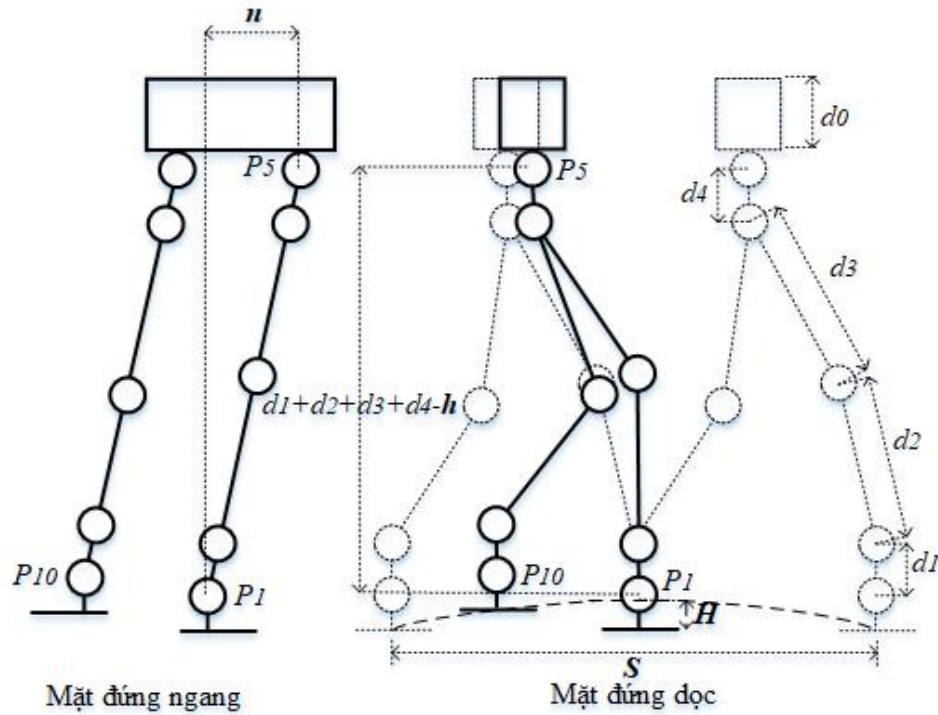 n
d0
P5
P5
d4
d3
d1+d2+d3+d4-h
d2
P10
P1
P10
P1
d1
H
S
Mặt đứng ngang
Mặt đứng dọc